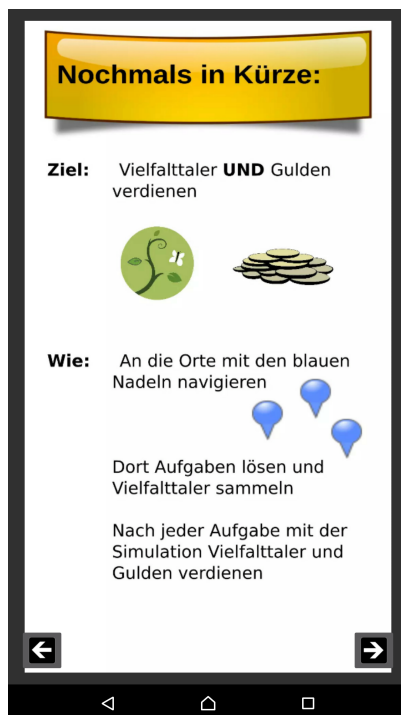 Nochmals in Kürze:
Ziel: Vielfalttaler UND Gulden
verdienen
Wie: An die Orte mit den blauen
Nadeln navigieren
Dort Aufgaben lösen und
Vielfalttaler sammeln
Nach jeder Aufgabe mit der
Simulation Vielfalttaler und
Gulden verdienen